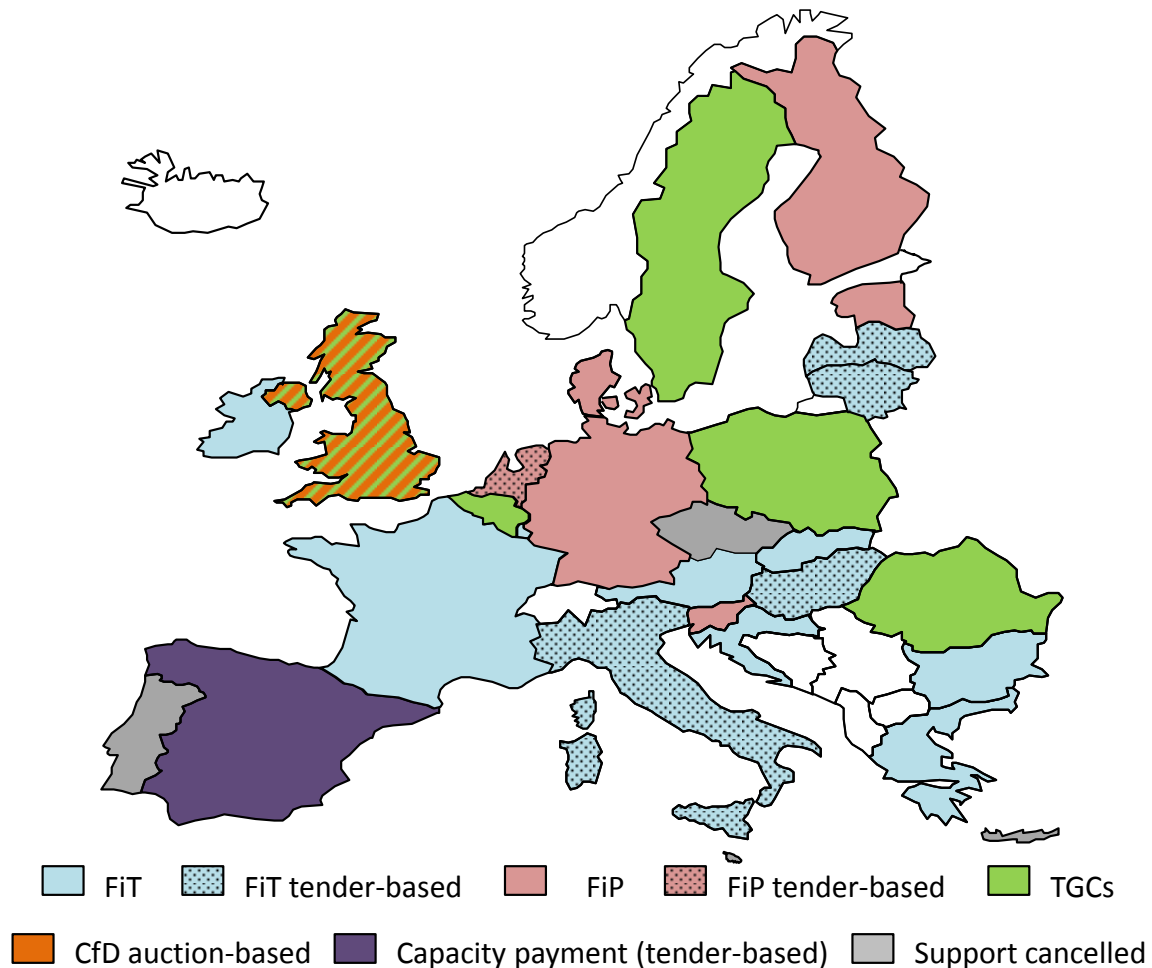 FiT FiT tender-based FiP FiP tender-based TGCs
CfD auction-based Capacity payment (tender-based) Support cancelled